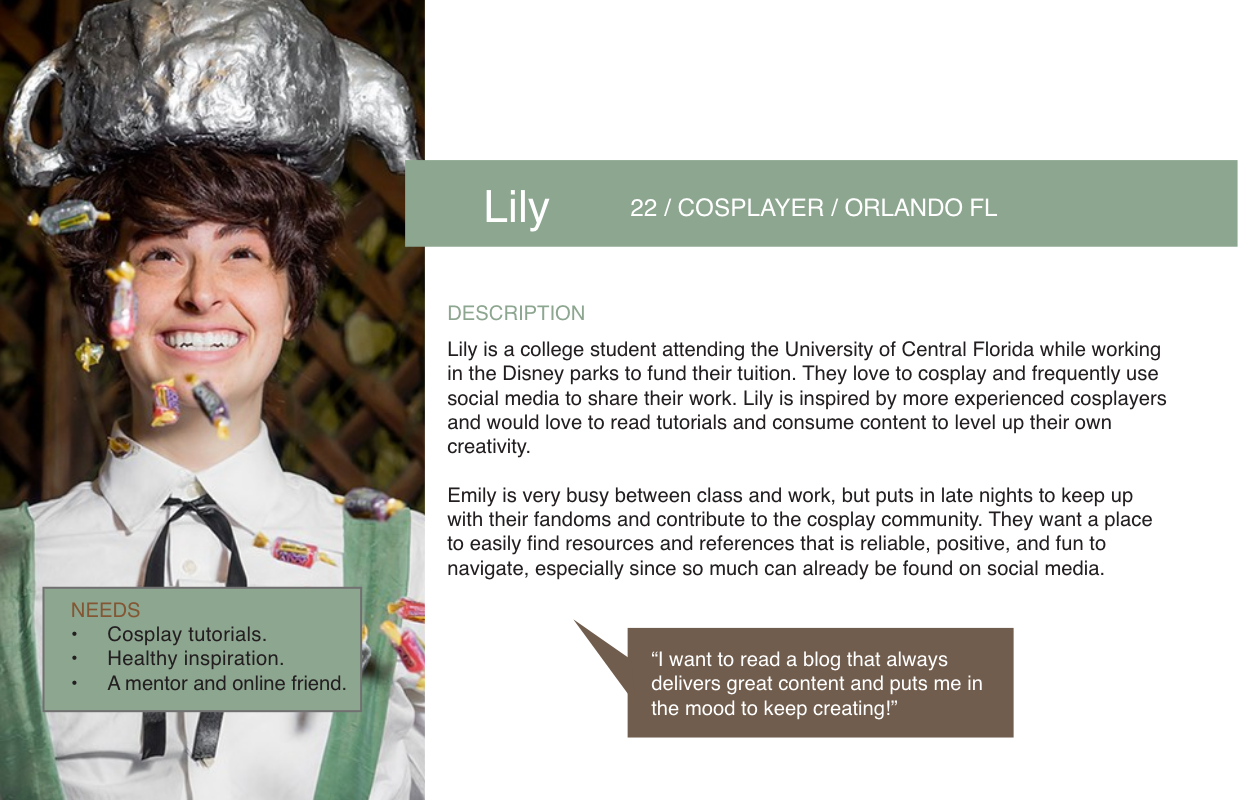 Lily
22 / COSPLAYER / ORLANDO FL
DESCRIPTION
Lily is a college student attending the University of Central Florida while working
in the Disney parks to fund their tuition. They love to cosplay and frequently use
social media to share their work. Lily is inspired by more experienced cosplayers
and would love to read tutorials and consume content to level up their own
creativity.
Emily is very busy between class and work, but puts in late nights to keep up
with their fandoms and contribute to the cosplay community. They want a place
to easily find resources and references that is reliable, positive, and fun to
navigate, especially since so much can already be found on social media.
NEEDS
• Cosplay tutorials.
• Healthy inspiration.
• A mentor and online friend.
“I want to read a blog that always
delivers great content and puts me in
the mood to keep creating!”